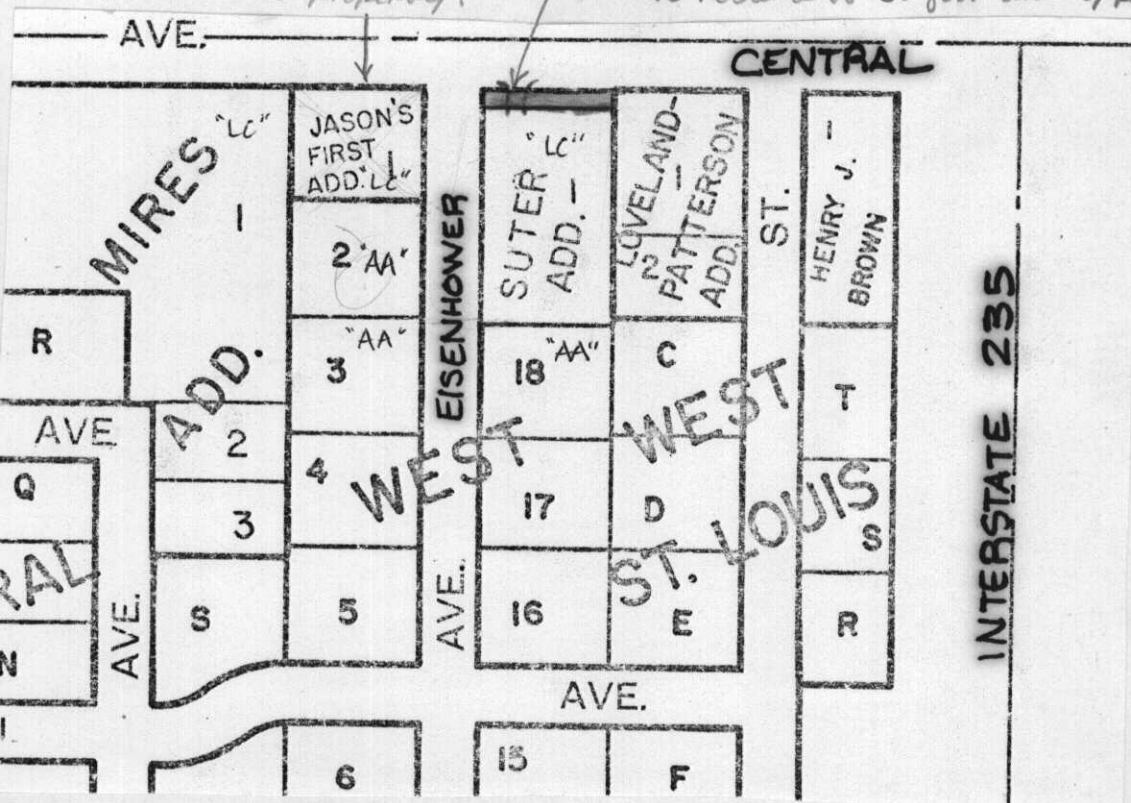 property.
AVE.
CENTRAL
"LC"
JASON'S
FIRST 1
ADD. "LC"
MIRES
1
ADD.
2 "AA"
"AA"
3
4
5
6
R
AVE
Q
2
3
S
N
AVE.
EISENHOWER
AVE.
"LC"
SUTER
ADD. - 1
LOVELAND-
1
PATTERSON
ADD.
2
18 "AA"
C
17
D
16
E
WEST
WEST
ST. LOUIS
AVE.
15
F
ST.
1
HENRY J.
BROWN
T
S
R
INTERSTATE 235